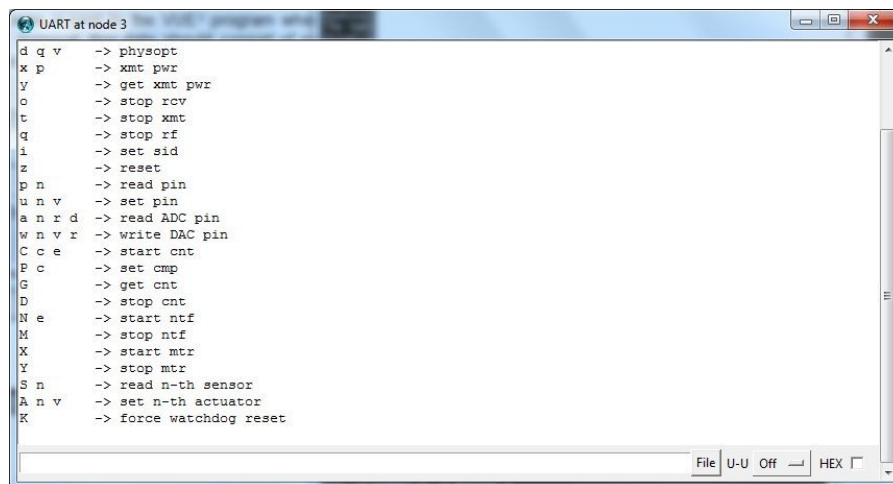 UART at node 3
d q v -> physopt
x p -> xmt pwr
y -> get xmt pwr
o -> stop rcv
t -> stop xmt
q -> stop rf
i -> set sid
z -> reset
p n -> read pin
u n v -> set pin
a n r d -> read ADC pin
w n v r -> write DAC pin
C c e -> start cnt
P c -> set cmp
G -> get cnt
D -> stop cnt
N e -> start ntf
M -> stop ntf
X -> start mtr
Y -> stop mtr
S n -> read n-th sensor
A n v -> set n-th actuator
K -> force watchdog reset
File U-U Off HEX